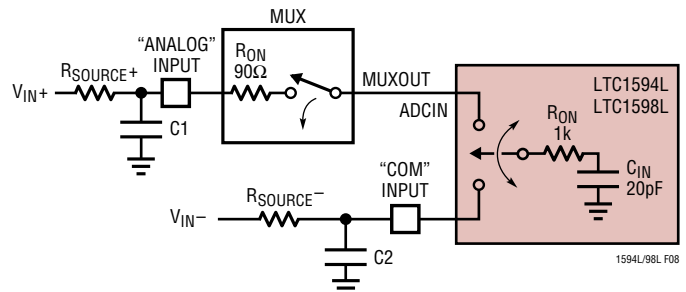 MUX
"ANALOG"
INPUT
RSOURCE+
VIN+
C1
RON
90Ω
MUXOUT
ADCIN
LTC1594L
LTC1598L
RON
1k
CIN
20pF
"COM"
INPUT
RSOURCE−
VIN−
C2
1594L/98L F08